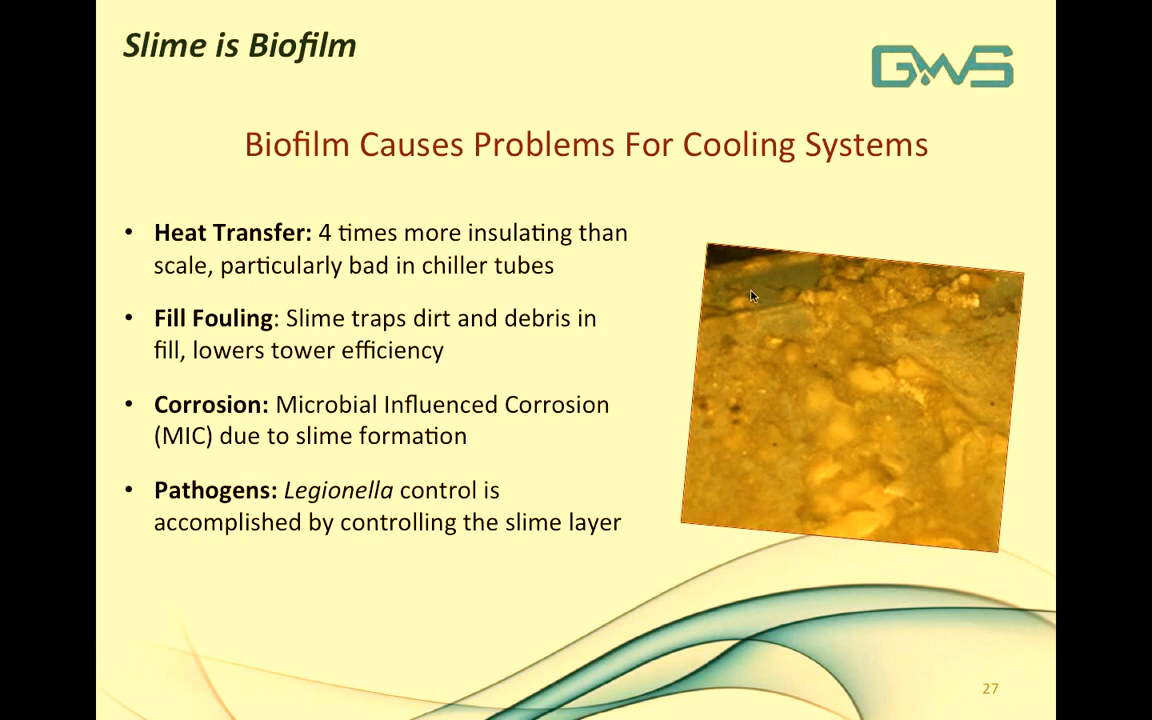 Slime is Biofilm
GWS
Biofilm Causes Problems For Cooling Systems
• Heat Transfer: 4 times more insulating than
scale, particularly bad in chiller tubes
• Fill Fouling: Slime traps dirt and debris in
fill, lowers tower efficiency
• Corrosion: Microbial Influenced Corrosion
(MIC) due to slime formation
• Pathogens: Legionella control is
accomplished by controlling the slime layer
27